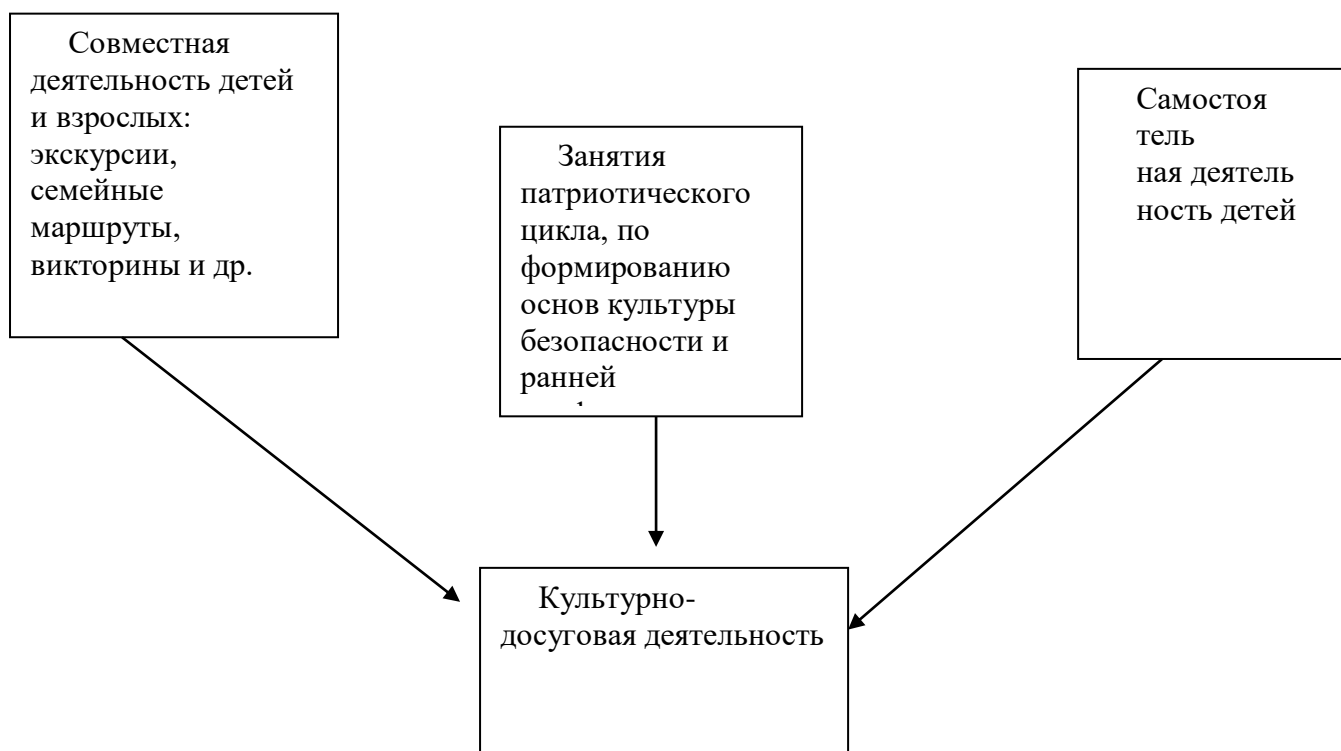 Совместная
деятельность детей
и взрослых:
экскурсии,
семейные
маршруты,
викторины и др.
Занятия
патриотического
цикла, по
формированию
основ культуры
безопасности и
ранней
Самостоя
тель
ная деятель
ность детей
Культурно-
досуговая деятельность